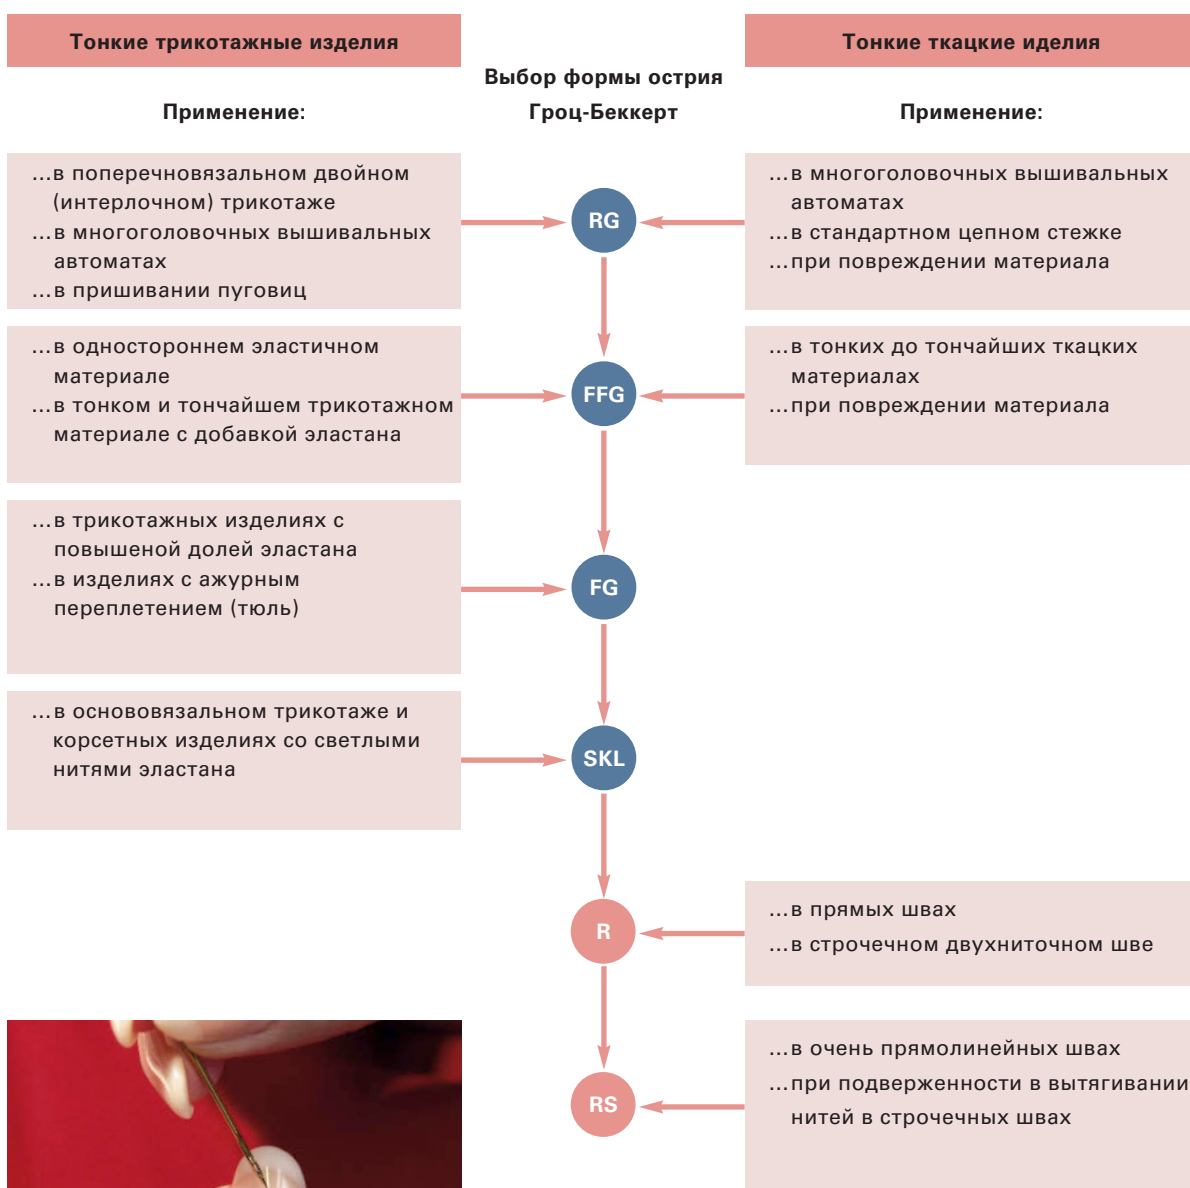 Тонкие трикотажные изделия
Тонкие ткацкие иделия
Выбор формы острия
Гроц-Беккерт
Применение:
Применение:
...в поперечновязальном двойном
(интерлочном) трикотаже
...в многоголовочных вышивальных
автоматах
...в пришивании пуговиц
RG
...в многоголовочных вышивальных
автоматах
...в стандартном цепном стежке
...при повреждении материала
...в одностороннем эластичном
материале
...в тонком и тончайшем трикотажном
материале с добавкой эластана
FFG
...в тонких до тончайших ткацких
материалах
...при повреждении материала
...в трикотажных изделиях с
повышеной долей эластана
...в изделиях с ажурным
переплетением (тюль)
FG
...в основовязальном трикотаже и
корсетных изделиях со светлыми
нитями эластана
SKL
R
...в прямых швах
...в строчечном двухниточном шве
RS
...в очень прямолинейных швах
...при подверженности в вытягивании
нитей в строчечных швах